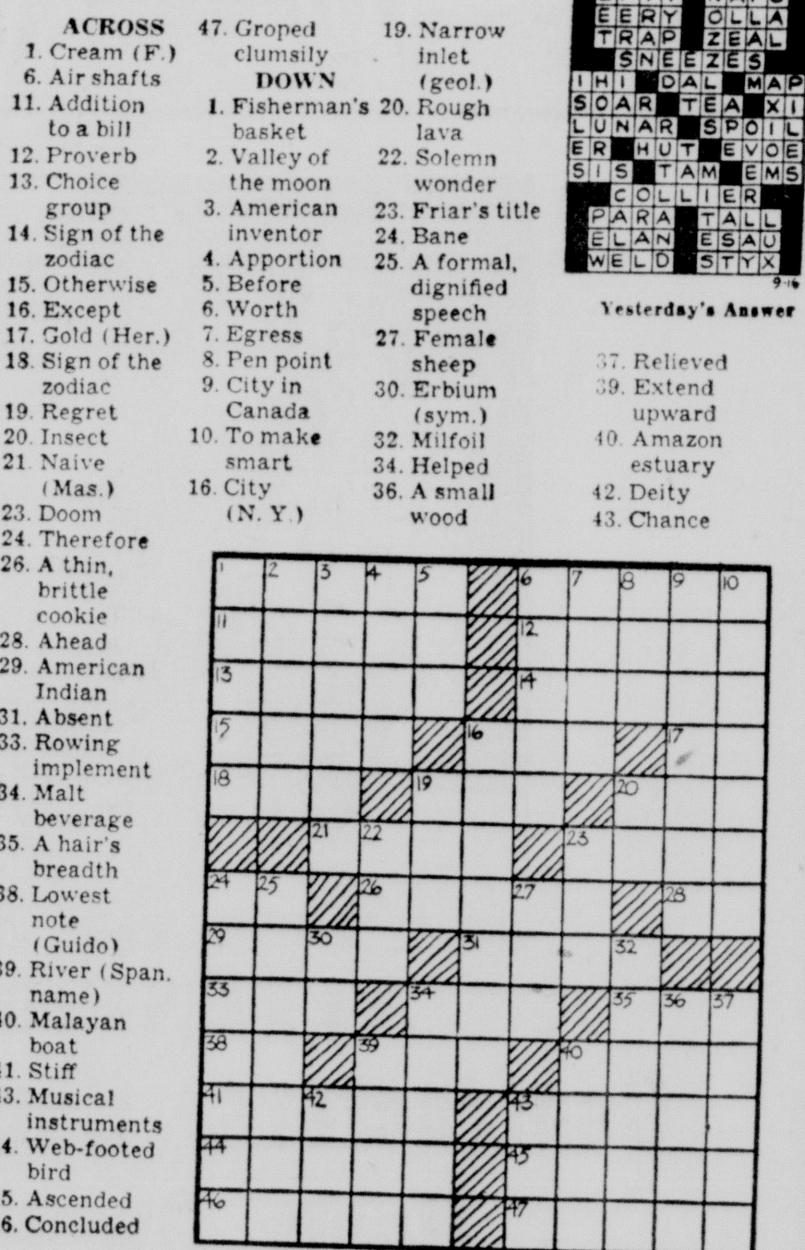 ACROSS
1. Cream (F.)
6. Air shafts
11. Addition
to a bill
12. Proverb
13. Choice
group
14. Sign of the
zodiac
15. Otherwise
16. Except
17. Gold (Her.)
18. Sign of the
zodiac
19. Regret
20. Insect
21. Naive
(Mas.)
23. Doom
24. Therefore
26. A thin,
brittle
cookie
28. Ahead
29. American
Indian
31. Absent
33. Rowing
implement
34. Malt
beverage
35. A hair's
breadth
38. Lowest
note
(Guido)
39. River (Span.
name)
40. Malayan
boat
1. Stiff
3. Musical
instruments
4. Web-footed
bird
5. Ascended
6. Concluded
47. Groped
clumsily
DOWN
1. Fisherman's
basket
2. Valley of
the moon
3. American
inventor
4. Apportion
5. Before
6. Worth
7. Egress
8. Pen point
9. City in
Canada
10. To make
smart
16. City
(N. Y.)
19. Narrow
inlet
(geol.)
20. Rough
lava
22. Solemn
wonder
23. Friar's title
24. Bane
25. A formal,
dignified
speech
27. Female
sheep
30. Erbium
(sym.)
32. Milfoil
34. Helped
36. A small
wood
EERY OLLA
TRAP ZEAL
SNEEZES
IHI DAL MAP
SOAR TEA XI
LUNAR SPOIL
ER HUT EVOE
SIS TAM EMS
COLLIER
PARA TALL
ELAN ESAU
WELD STYX
9-16
Yesterday's Answer
37. Relieved
39. Extend
upward
40. Amazon
estuary
42. Deity
43. Chance
1 2 3 4 5 6 7 8 9 10
11 12
13 14
15 16 17
18 19 20
21 22 23
24 25 26 27 28
29 30 31 32
33 34 35 36 37
38 39 40
41 42 43
44 45
46 47